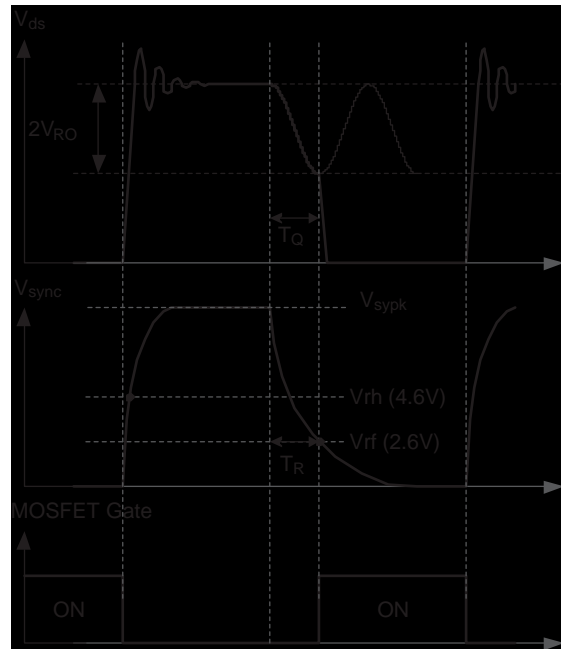 Vds
2VRO
TQ
Vsync
Vsypk
Vrh (4.6V)
Vrf (2.6V)
TR
MOSFET Gate
ON
ON